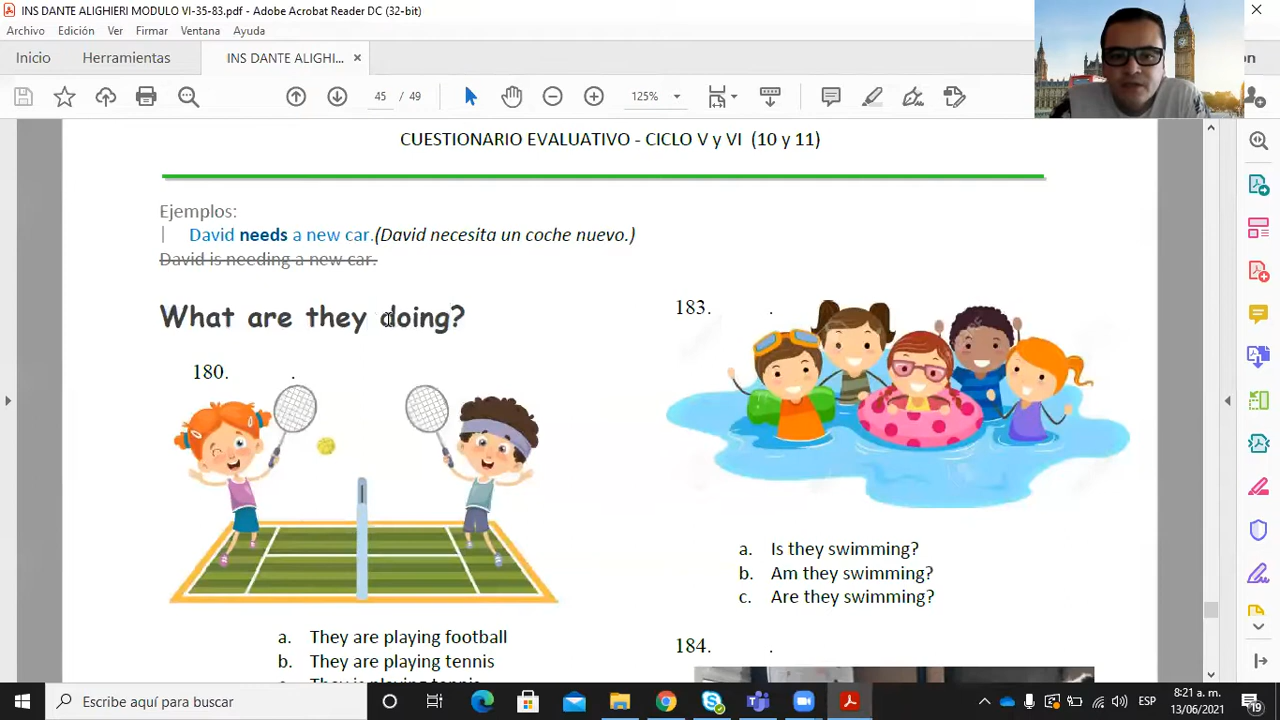 INS DANTE ALIGHIERI MODULO VI-35-83.pdf - Adobe Acrobat Reader DC (32-bit)
Archivo Edición Ver Firmar Ventana Ayuda
Inicio Herramientas INS DANTE ALIGHI... ×
45 / 49 125%
CUESTIONARIO EVALUATIVO - CICLO V y VI (10 y 11)
Ejemplos:
David needs a new car.(David necesita un coche nuevo.)
David is needing a new car.
What are they doing?
180. .
a. They are playing football
b. They are playing tennis
183. .
a. Is they swimming?
b. Am they swimming?
c. Are they swimming?
184. .
Escribe aquí para buscar
ESP
8:21 a. m.
13/06/2021
19